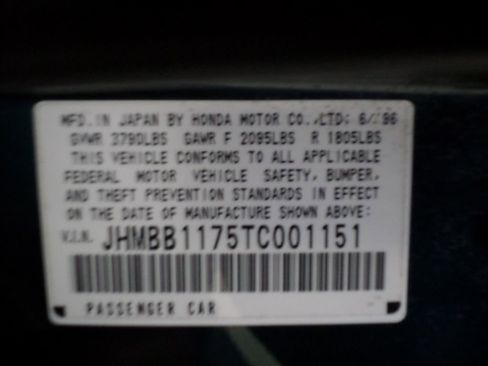 MFD. IN JAPAN BY HONDA MOTOR CO., LTD: 6/'96
GVWR 3790LBS GAWR F 2095LBS R 1805LBS
THIS VEHICLE CONFORMS TO ALL APPLICABLE
FEDERAL MOTOR VEHICLE SAFETY, BUMPER,
AND THEFT PREVENTION STANDARDS IN EFFECT
ON THE DATE OF MANUFACTURE SHOWN ABOVE:
V.I.N. JHMBB1175TC001151
PASSENGER CAR